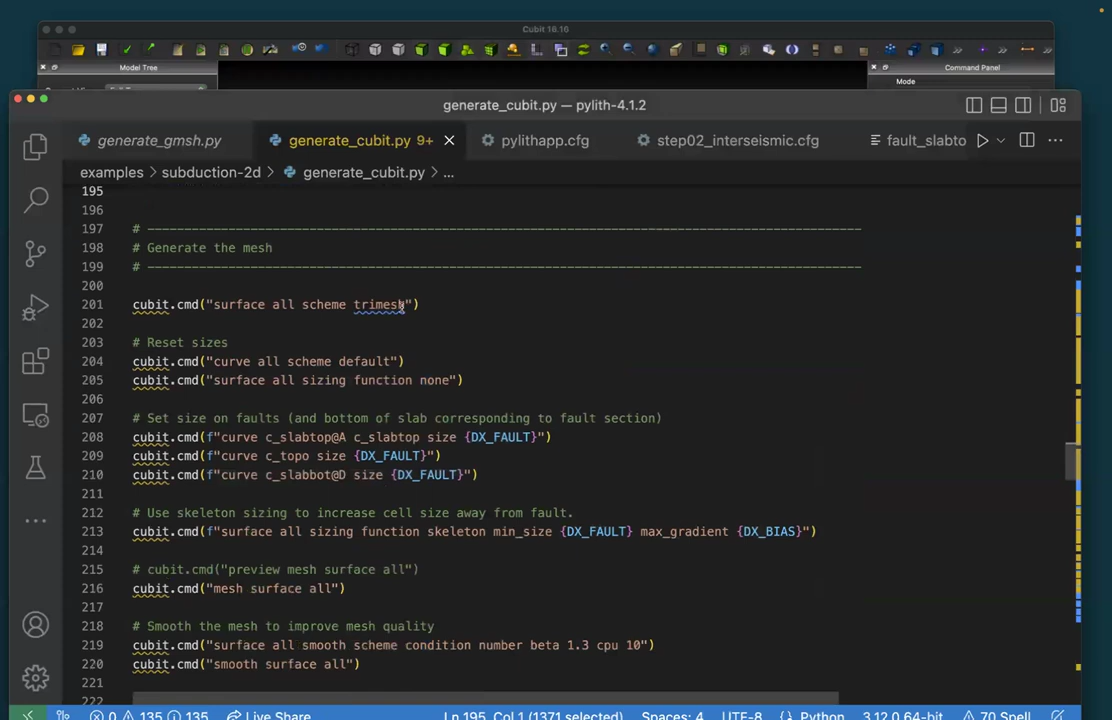 Cubit 16.16
Model Tree
Command Panel
Mode
generate_cubit.py — pylith-4.1.2
generate_gmsh.py
generate_cubit.py 9+
pylithapp.cfg
step02_interseismic.cfg
fault_slabto
examples > subduction-2d > generate_cubit.py > ...
195
196
197 # -------------------------------------------------------------------------------------------------
198 # Generate the mesh
199 # -------------------------------------------------------------------------------------------------
200
201 cubit.cmd("surface all scheme trimesh")
202
203 # Reset sizes
204 cubit.cmd("curve all scheme default")
205 cubit.cmd("surface all sizing function none")
206
207 # Set size on faults (and bottom of slab corresponding to fault section)
208 cubit.cmd(f"curve c_slabtop@A c_slabtop size {DX_FAULT}")
209 cubit.cmd(f"curve c_topo size {DX_FAULT}")
210 cubit.cmd(f"curve c_slabbot@D size {DX_FAULT}")
211
212 # Use skeleton sizing to increase cell size away from fault.
213 cubit.cmd(f"surface all sizing function skeleton min_size {DX_FAULT} max_gradient {DX_BIAS}")
214
215 # cubit.cmd("preview mesh surface all")
216 cubit.cmd("mesh surface all")
217
218 # Smooth the mesh to improve mesh quality
219 cubit.cmd("surface all smooth scheme condition number beta 1.3 cpu 10")
220 cubit.cmd("smooth surface all")
221
222
0 135 135 Live Share Ln 195, Col 1 (1371 selected) Spaces: 4 UTF-8 {} Python 3.12.0 64-bit 70 Spell